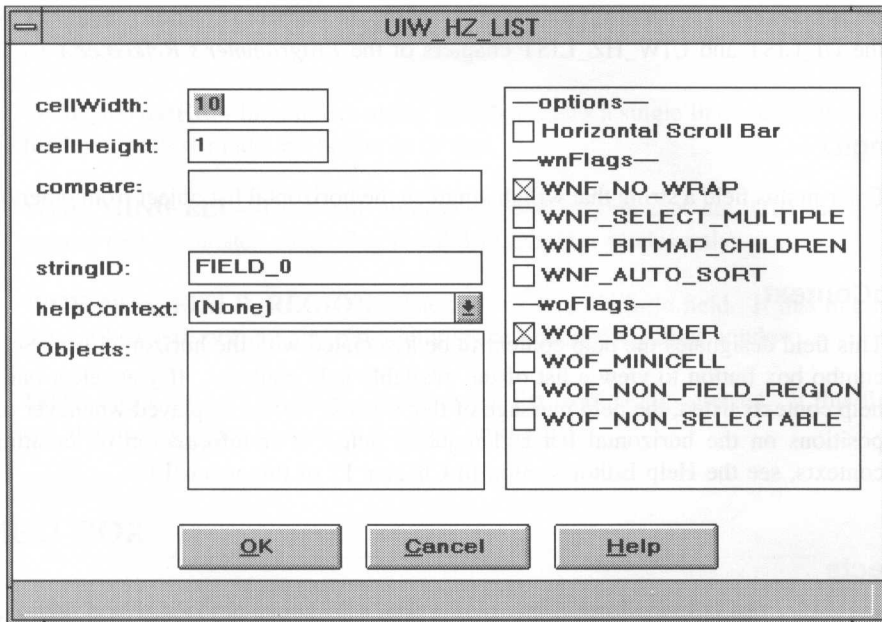 UIW_HZ_LIST
cellWidth: 10
cellHeight: 1
compare:
stringID: FIELD_0
helpContext: (None)
Objects:
options
Horizontal Scroll Bar
wnFlags
WNF_NO_WRAP
WNF_SELECT_MULTIPLE
WNF_BITMAP_CHILDREN
WNF_AUTO_SORT
woFlags
WOF_BORDER
WOF_MINICELL
WOF_NON_FIELD_REGION
WOF_NON_SELECTABLE
OK
Cancel
Help